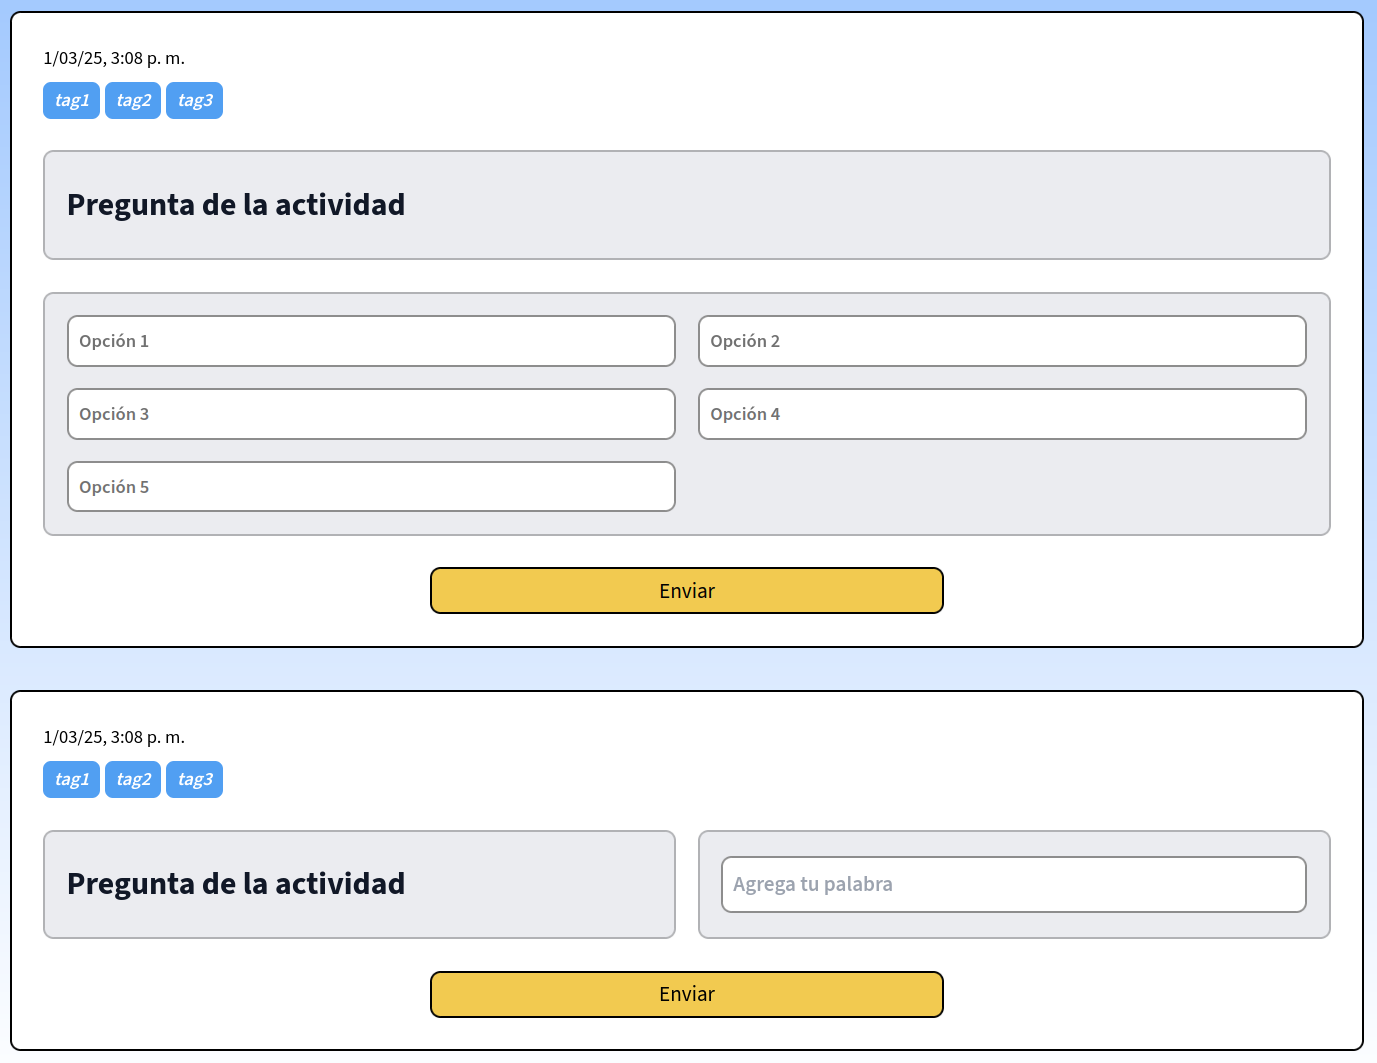 1/03/25, 3:08 p. m.
tag1 tag2 tag3
Pregunta de la actividad
Opción 1 Opción 2
Opción 3 Opción 4
Opción 5
Enviar
1/03/25, 3:08 p. m.
tag1 tag2 tag3
Pregunta de la actividad
Agrega tu palabra
Enviar